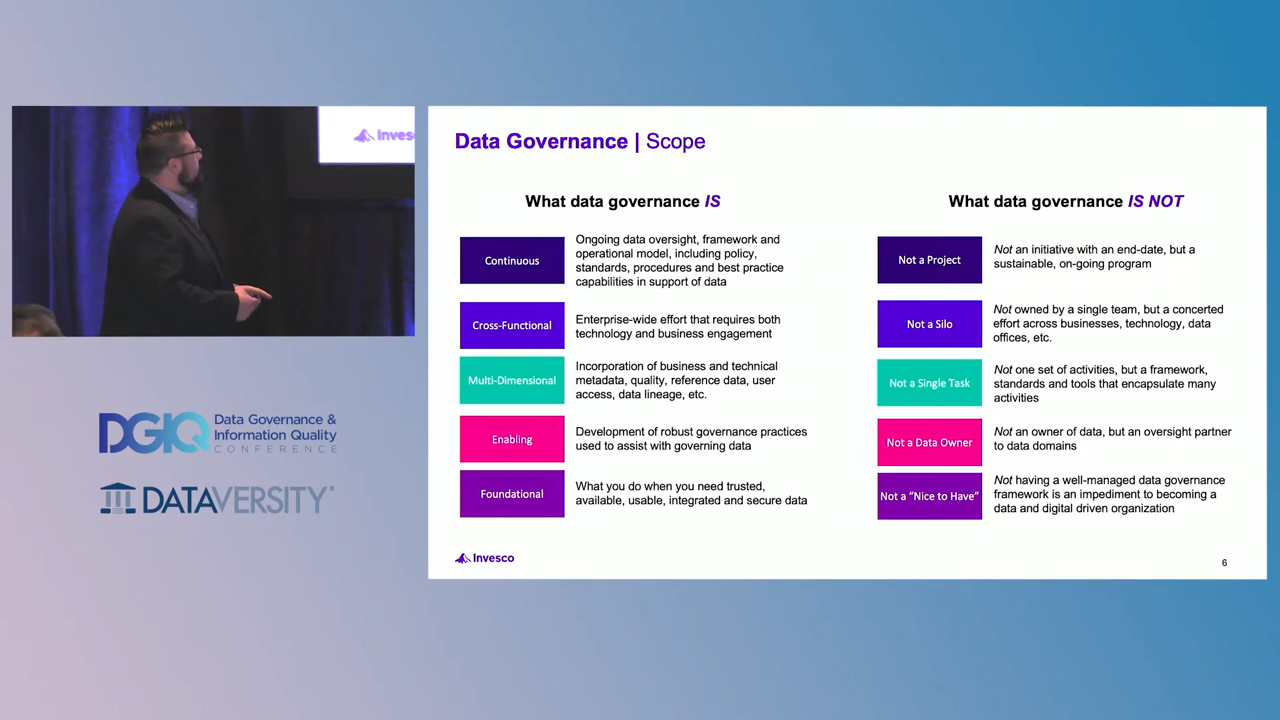 Invesc
DGIQ
Data Governance &
Information Quality
CONFERENCE
DATAVERSITY
Data Governance | Scope
What data governance IS
Continuous
Ongoing data oversight, framework and
operational model, including policy,
standards, procedures and best practice
capabilities in support of data
Cross-Functional
Enterprise-wide effort that requires both
technology and business engagement
Multi-Dimensional
Incorporation of business and technical
metadata, quality, reference data, user
access, data lineage, etc.
Enabling
Development of robust governance practices
used to assist with governing data
Foundational
What you do when you need trusted,
available, usable, integrated and secure data
What data governance IS NOT
Not a Project
Not an initiative with an end-date, but a
sustainable, on-going program
Not a Silo
Not owned by a single team, but a concerted
effort across businesses, technology, data
offices, etc.
Not a Single Task
Not one set of activities, but a framework,
standards and tools that encapsulate many
activities
Not a Data Owner
Not an owner of data, but an oversight partner
to data domains
Not a “Nice to Have”
Not having a well-managed data governance
framework is an impediment to becoming a
data and digital driven organization
Invesco
6